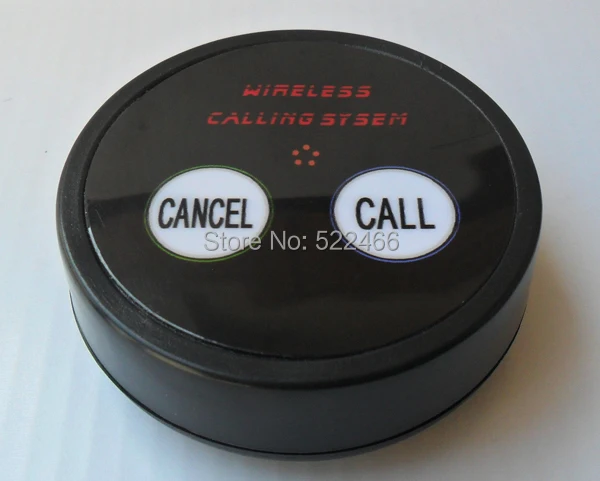 WIRELESS
CALLING SYSEM
CANCEL CALL
Store No: 522466